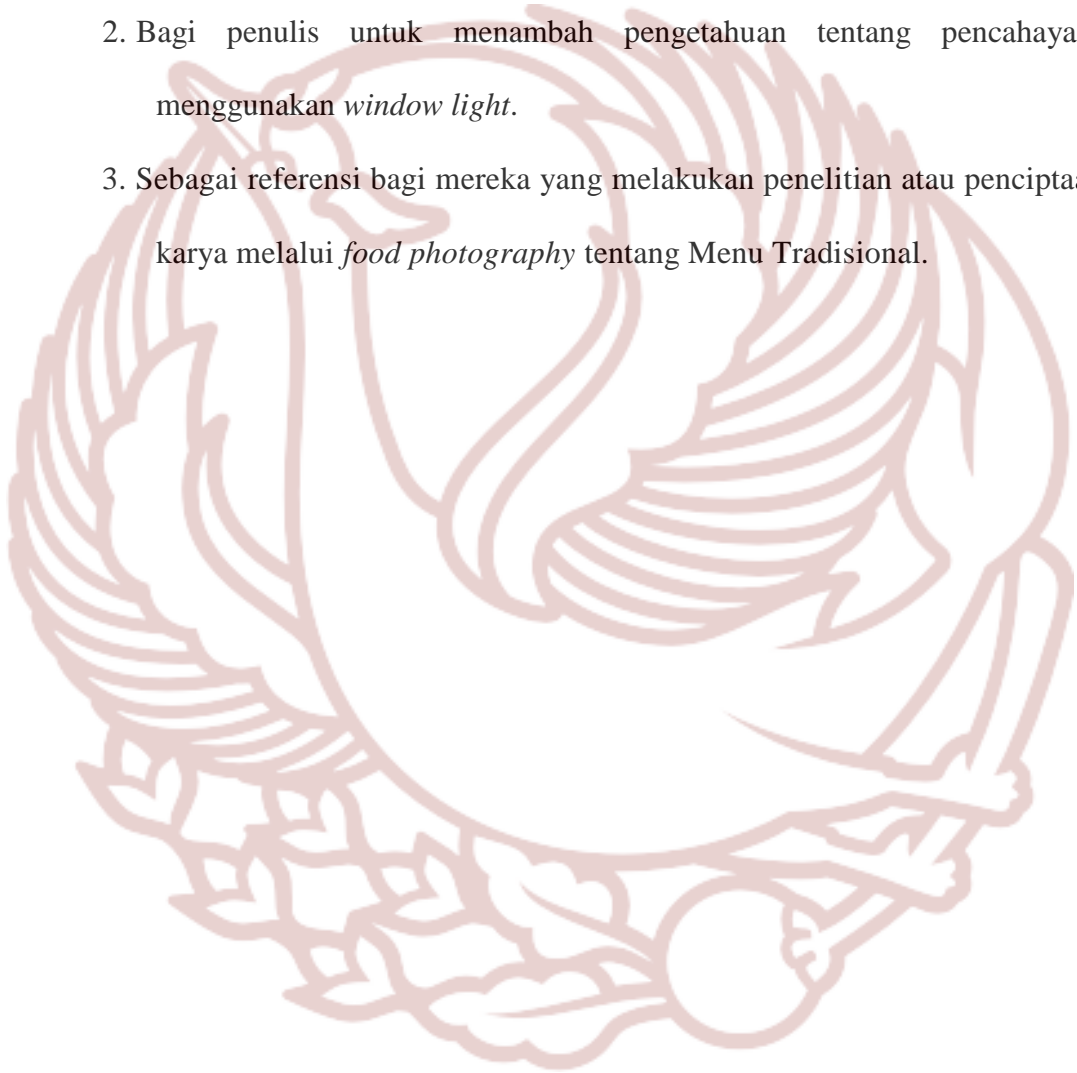 2. Bagi penulis untuk menambah pengetahuan tentang pencahaya
menggunakan window light.
3. Sebagai referensi bagi mereka yang melakukan penelitian atau penciptaa
karya melalui food photography tentang Menu Tradisional.